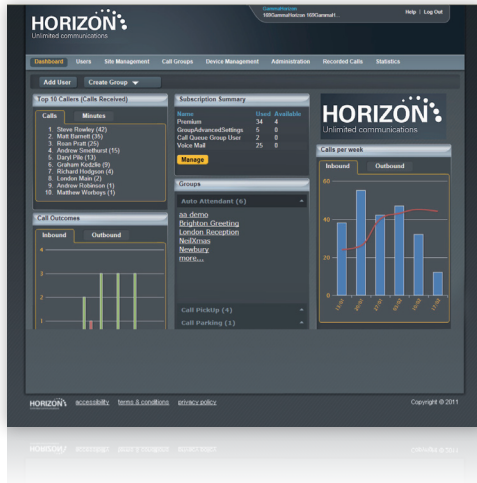 HORIZON
Unlimited communications
GammaHorizon
169GammaHorizon 169GammaH1...
Help | Log Out
Dashboard Users Site Management Call Groups Device Management Administration Recorded Calls Statistics
Add User Create Group
Top 10 Callers (Calls Received)
Calls Minutes
1. Steve Rowley (42)
2. Matt Barnett (35)
3. Roan Pratt (25)
4. Andrew Smethurst (15)
5. Daryl Pile (13)
6. Graham Kedzlie (9)
7. Richard Hodgson (4)
8. London Main (2)
9. Andrew Robinson (1)
10. Matthew Worboys (1)
Call Outcomes
Inbound Outbound
4
3
2
1
Subscription Summary
Name Used Available
Premium 34 4
GroupAdvancedSettings 5 0
Call Queue Group User 2 0
Voice Mail 25 0
Manage
Groups
Auto Attendant (6)
aa demo
Brighton Greeting
London Reception
NeilXmas
Newbury
more...
Call PickUp (4)
Call Parking (1)
HORIZON
Unlimited communications
Calls per week
Inbound Outbound
60
40
20
0
HORIZON
accessibility terms & conditions privacy policy
Copyright © 2011